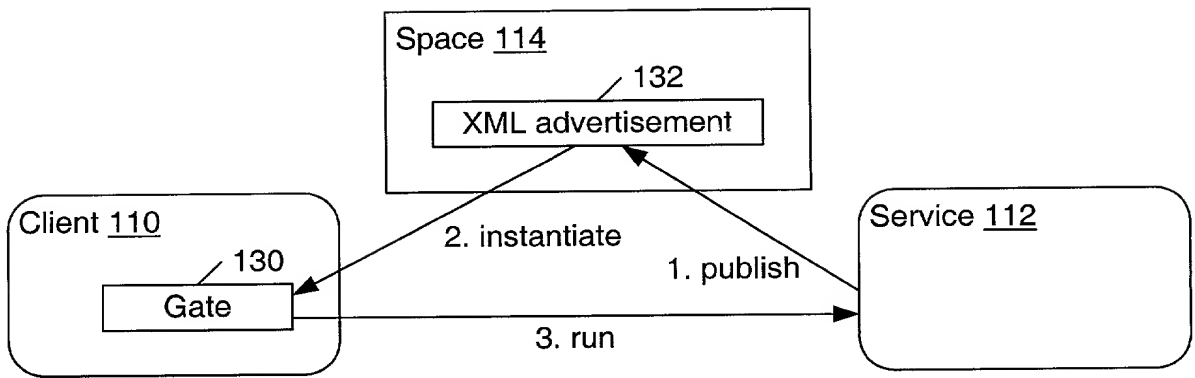 Space 114
132
XML advertisement
Client 110
Service 112
2. instantiate
130
1. publish
Gate
3. run